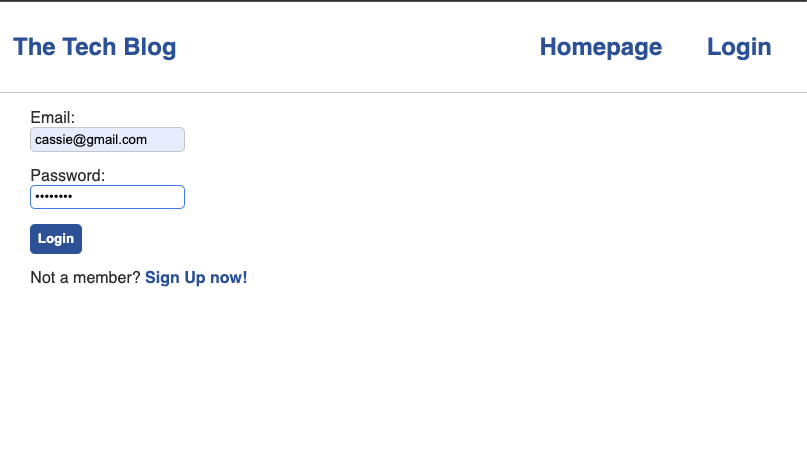 The Tech Blog Homepage Login
Email:
cassie@gmail.com
Password:
••••••••
Login
Not a member? Sign Up now!